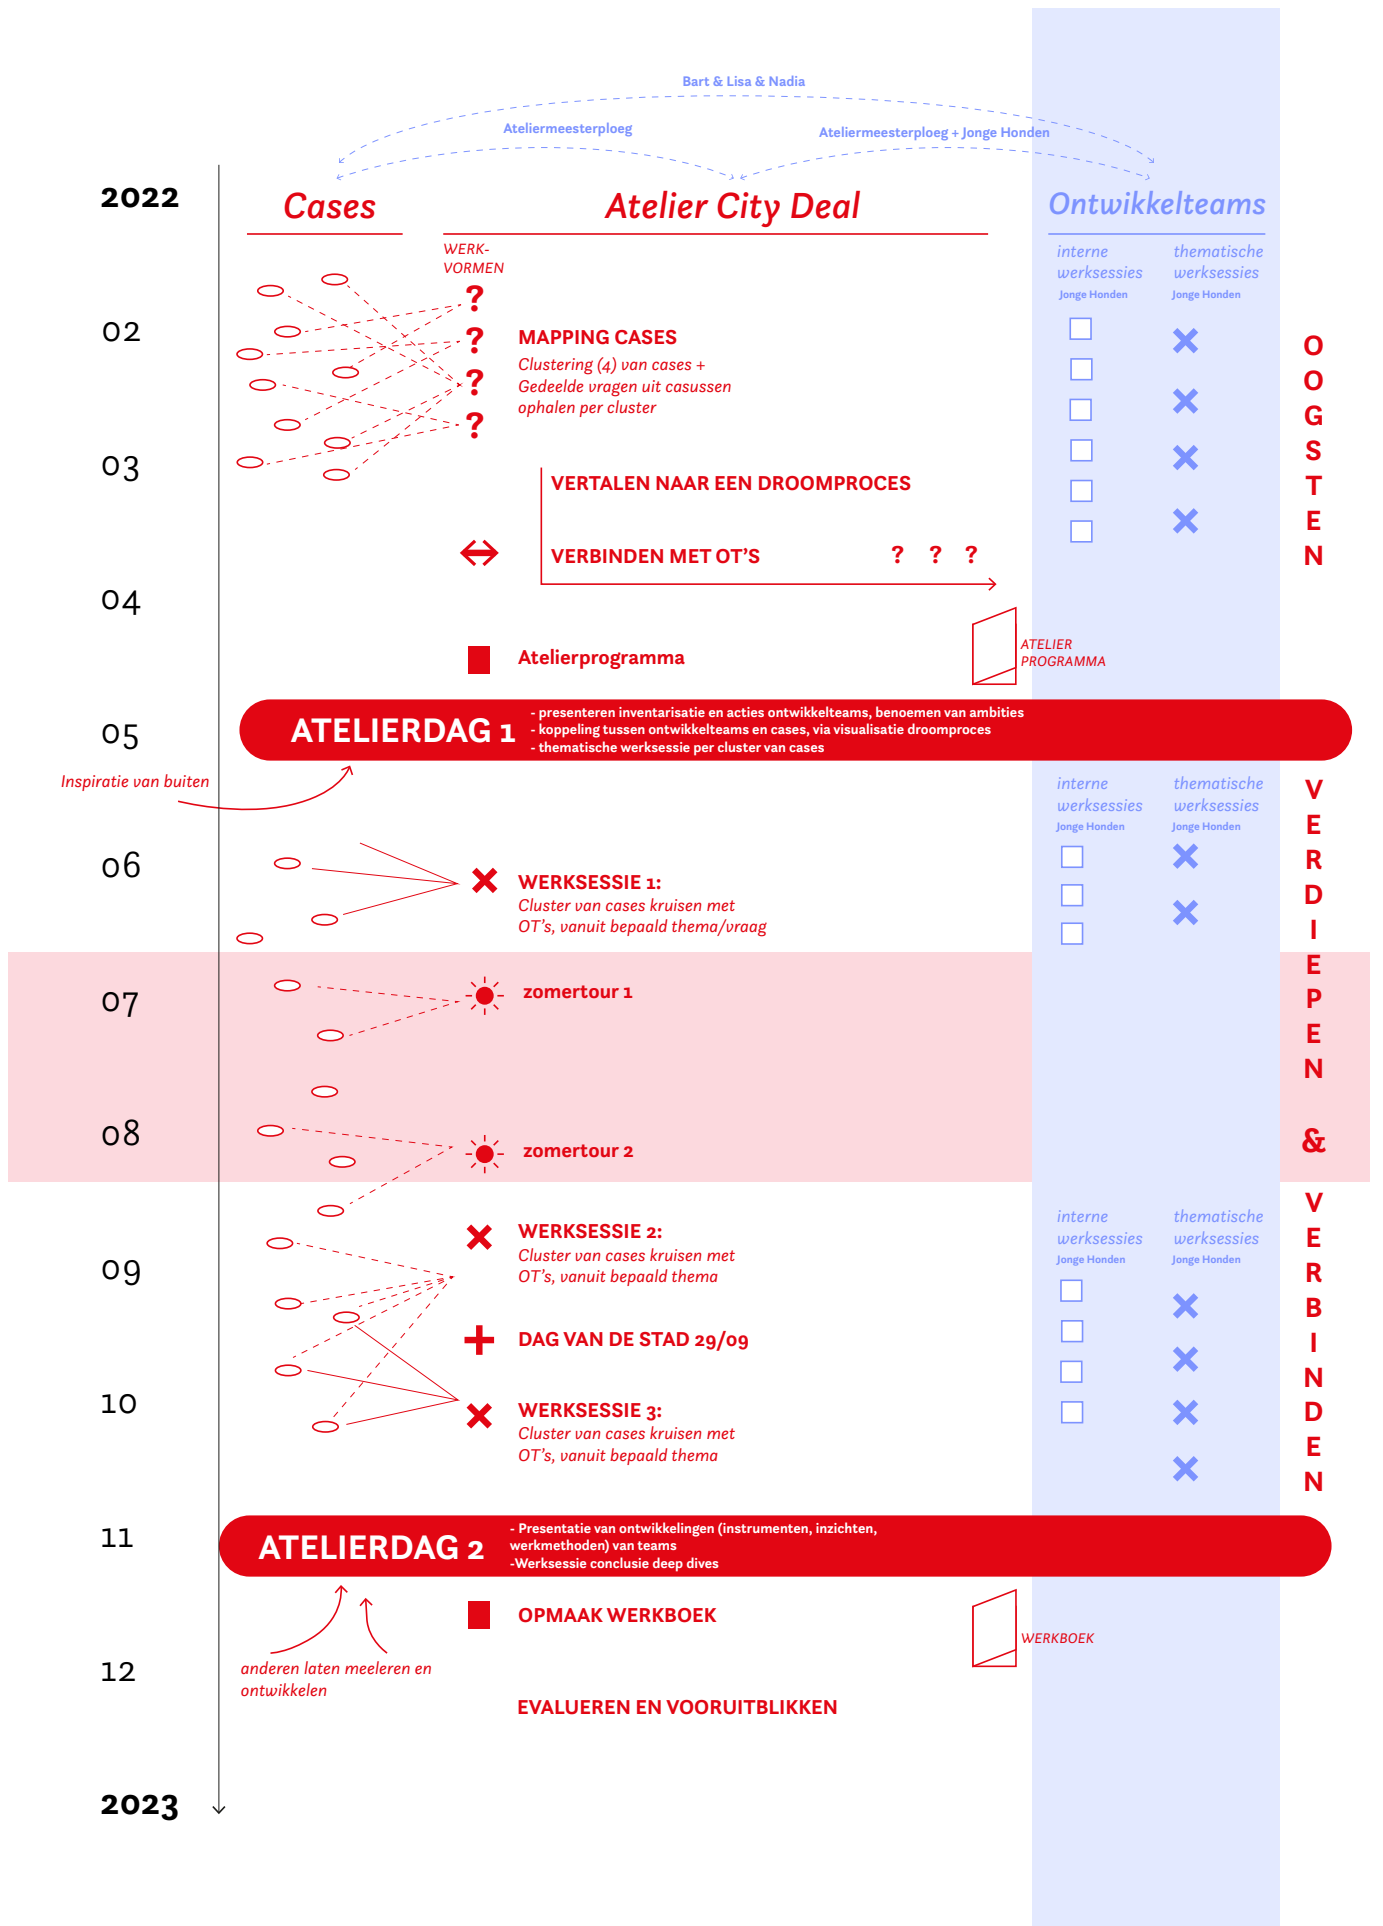 Bart & Lisa & Nadia
Ateliermeesterploeg
Ateliermeesterploeg + Jonge Honden
2022
Cases
Atelier City Deal
Ontwikkelteams
WERK-
VORMEN
interne
werksessies
Jonge Honden
thematische
werksessies
Jonge Honden
?
?
?
?
02
MAPPING CASES
Clustering (4) van cases +
Gedeelde vragen uit casussen
ophalen per cluster
OOGSTEN
03
VERTALEN NAAR EEN DROOMPROCES
VERBINDEN MET OT'S ? ? ?
04
Atelierprogramma
ATELIER
PROGRAMMA
05
ATELIERDAG 1
- presenteren inventarisatie en acties ontwikkelteams, benoemen van ambities
- koppeling tussen ontwikkelteams en cases, via visualisatie droomproces
- thematische werksessie per cluster van cases
Inspiratie van buiten
interne
werksessies
Jonge Honden
thematische
werksessies
Jonge Honden
VERDIEPEN & VERBINDEN
06
WERKSESSIE 1:
Cluster van cases kruisen met
OT's, vanuit bepaald thema/vraag
07
zomertour 1
08
zomertour 2
WERKSESSIE 2:
Cluster van cases kruisen met
OT's, vanuit bepaald thema
interne
werksessies
Jonge Honden
thematische
werksessies
Jonge Honden
09
DAG VAN DE STAD 29/09
10
WERKSESSIE 3:
Cluster van cases kruisen met
OT's, vanuit bepaald thema
11
ATELIERDAG 2
- Presentatie van ontwikkelingen (instrumenten, inzichten,
werkmethoden) van teams
-Werksessie conclusie deep dives
OPMAAK WERKBOEK
WERKBOEK
12
anderen laten meeleren en
ontwikkelen
EVALUEREN EN VOORUITBLIKKEN
2023